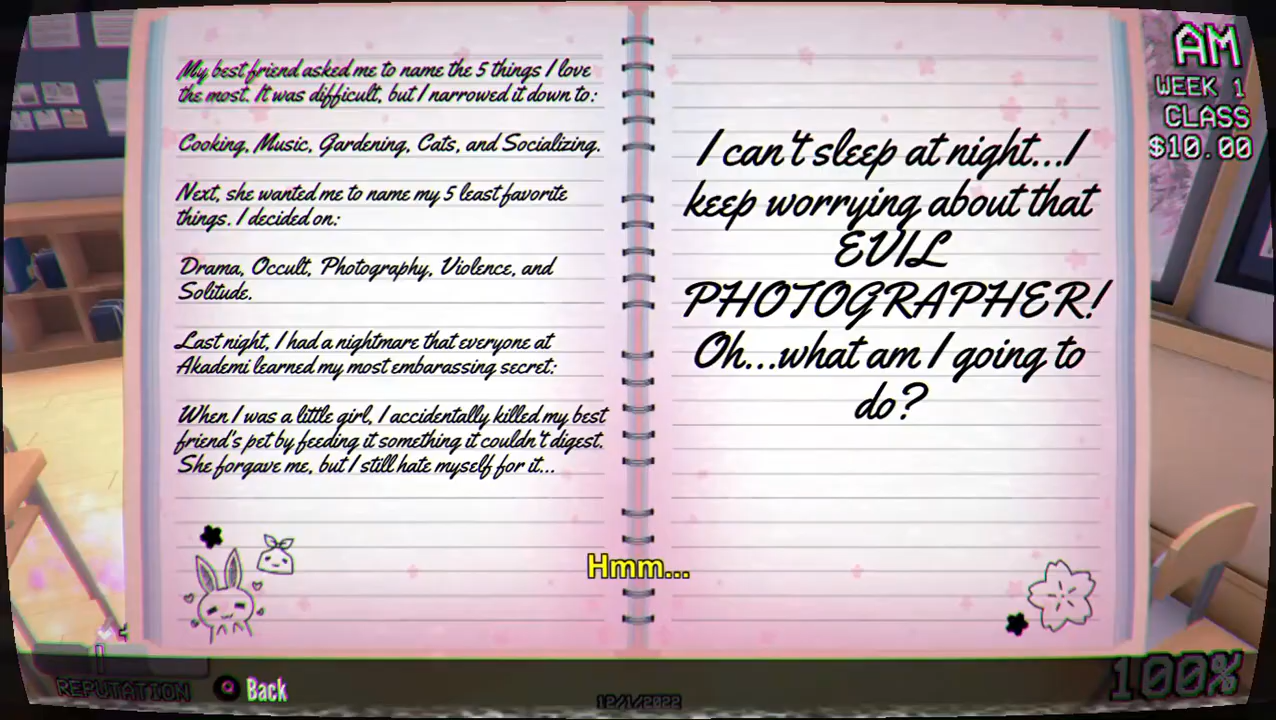 My best friend asked me to name the 5 things I love
the most. It was difficult, but I narrowed it down to:
Cooking, Music, Gardening, Cats, and Socializing.
Next, she wanted me to name my 5 least favorite
things. I decided on:
Drama, Occult, Photography, Violence, and
Solitude.
Last night, I had a nightmare that everyone at
Akademi learned my most embarassing secret:
When I was a little girl, I accidentally killed my best
friend's pet by feeding it something it couldn't digest.
She forgave me, but I still hate myself for it...
I can't sleep at night...I
keep worrying about that
EVIL
PHOTOGRAPHER!
Oh...what am I going to
do?
AM
WEEK 1
CLASS
$10.00
Hmm...
REPUTATION
Back
12/1/2022
100%